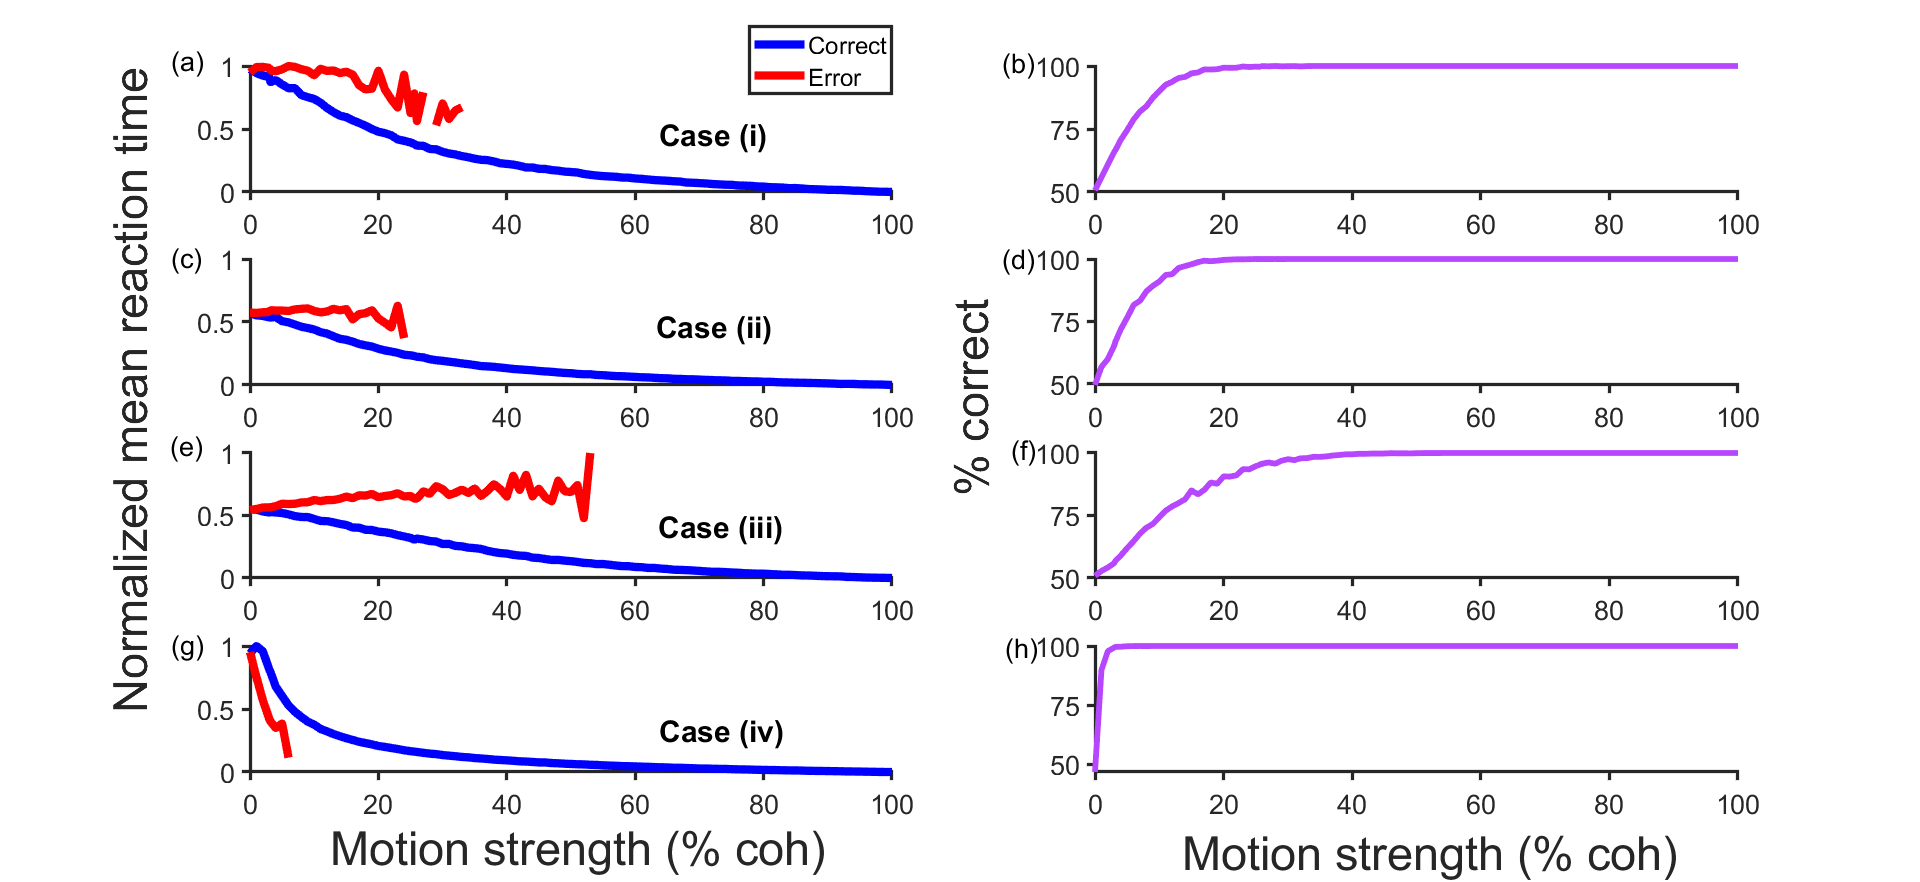 Normalized mean reaction time
(a)
1
0.5
0
0 20 40 60 80 100
Correct
Error
Case (i)
(c)
1
0.5
0
0 20 40 60 80 100
Case (ii)
(e)
1
0.5
0
0 20 40 60 80 100
Case (iii)
(g)
1
0.5
0
0 20 40 60 80 100
Case (iv)
Motion strength (% coh)
% correct
(b)
100
75
50
0 20 40 60 80 100
(d)
100
75
50
0 20 40 60 80 100
(f)
100
75
50
0 20 40 60 80 100
(h)
100
75
50
0 20 40 60 80 100
Motion strength (% coh)